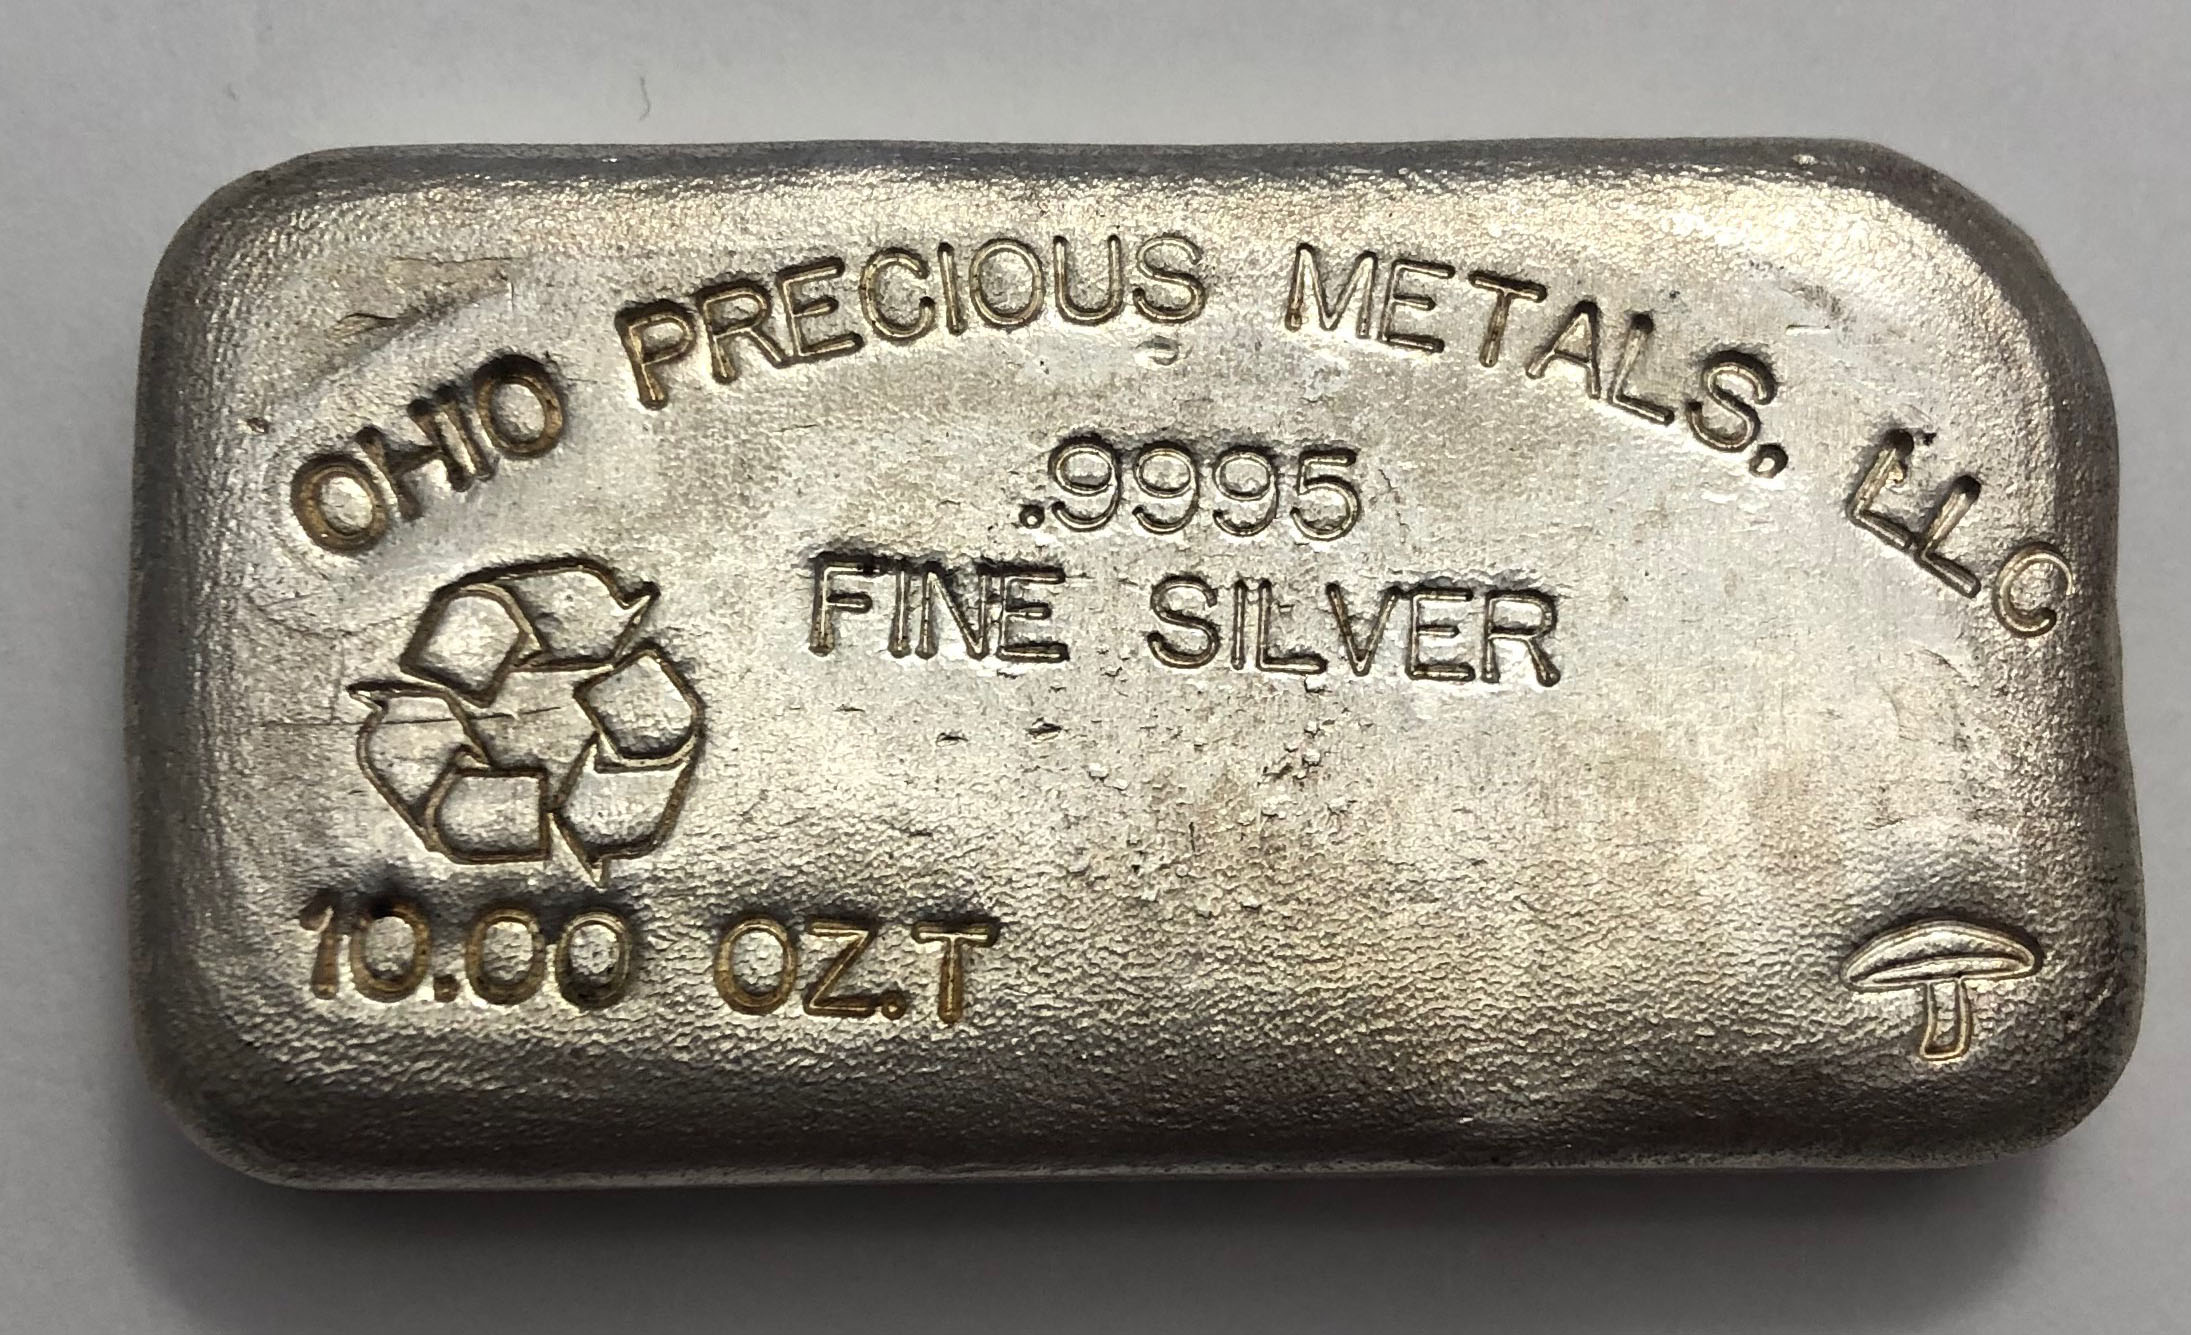 OHIO PRECIOUS METALS, LLC
.9995
FINE SILVER
10.00 OZ.T